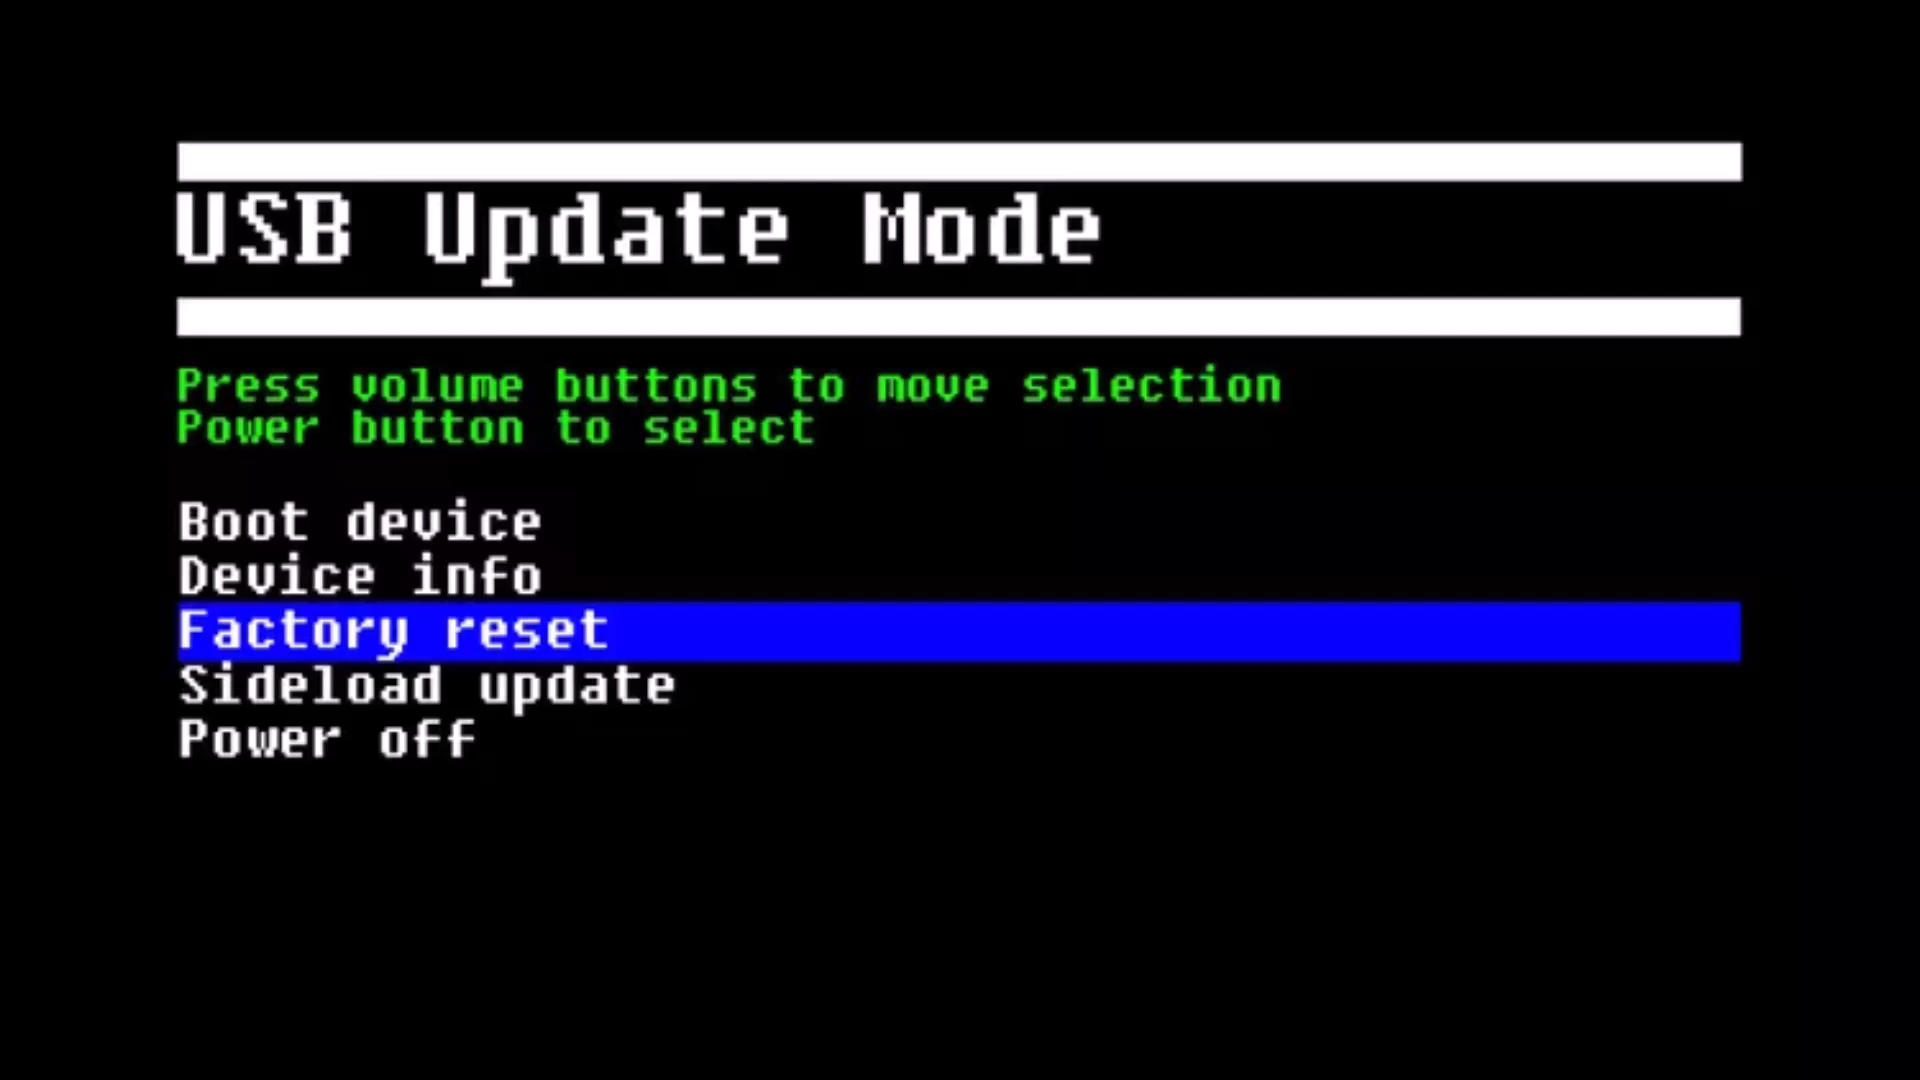 USB Update Mode
Press volume buttons to move selection
Power button to select
Boot device
Device info
Factory reset
Sideload update
Power off